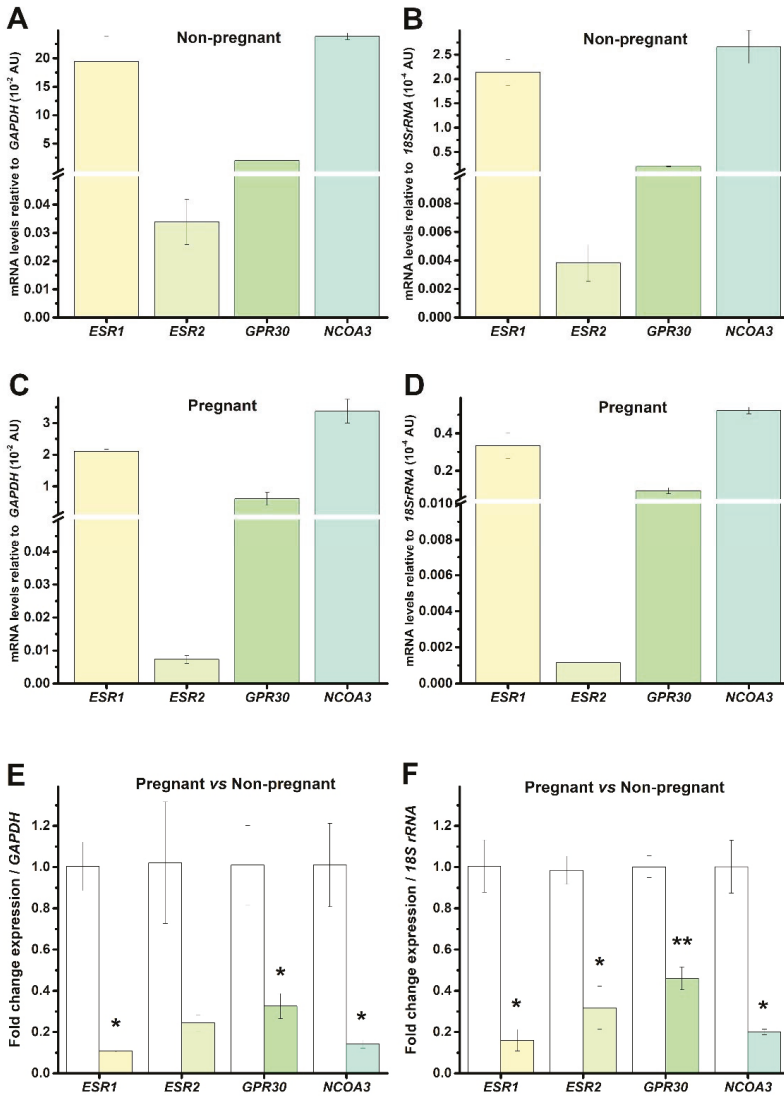 A
Non-pregnant
mRNA levels relative to GAPDH (10⁻² AU)
20
15
10
5
0.04
0.03
0.02
0.01
0.00
ESR1 ESR2 GPR30 NCOA3
B
Non-pregnant
mRNA levels relative to 18SrRNA (10⁻⁴ AU)
2.5
2.0
1.5
1.0
0.5
0.008
0.006
0.004
0.002
0.000
ESR1 ESR2 GPR30 NCOA3
C
Pregnant
mRNA levels relative to GAPDH (10⁻² AU)
3
2
1
0.04
0.03
0.02
0.01
0.00
ESR1 ESR2 GPR30 NCOA3
D
Pregnant
mRNA levels relative to 18SrRNA (10⁻⁴ AU)
0.4
0.2
0.010
0.008
0.006
0.004
0.002
0.000
ESR1 ESR2 GPR30 NCOA3
E
Pregnant vs Non-pregnant
Fold change expression / GAPDH
1.2
1.0
0.8
0.6
0.4
0.2
0.0
*
*
*
ESR1 ESR2 GPR30 NCOA3
F
Pregnant vs Non-pregnant
Fold change expression / 18S rRNA
1.2
1.0
0.8
0.6
0.4
0.2
0.0
*
*
**
*
ESR1 ESR2 GPR30 NCOA3